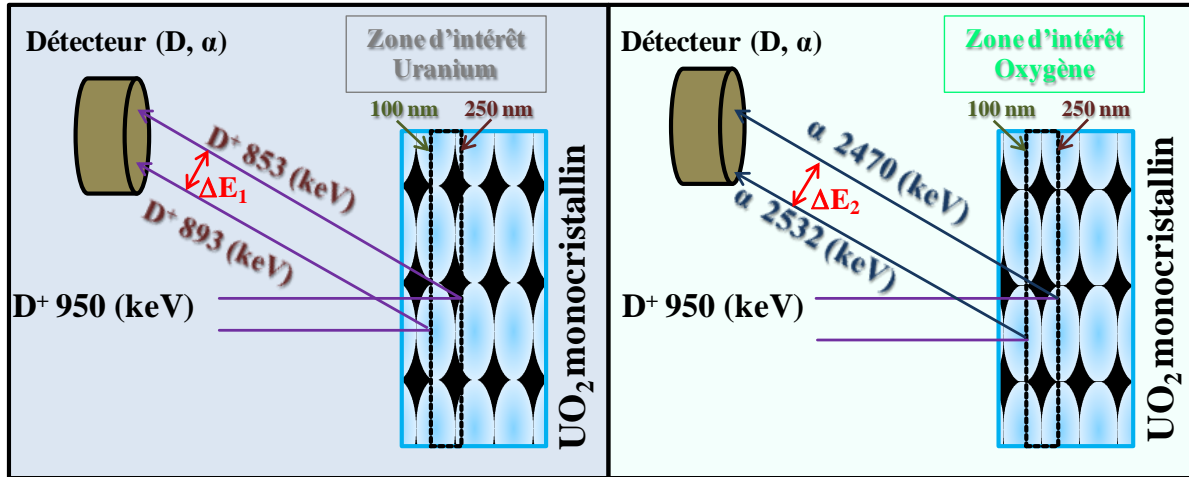 Détecteur (D, α)
Zone d'intérêt
Uranium
100 nm
250 nm
D⁺ 853 (keV)
ΔE₁
D⁺ 893 (keV)
D⁺ 950 (keV)
UO₂ monocristallin
Détecteur (D, α)
Zone d'intérêt
Oxygène
100 nm
250 nm
α 2470 (keV)
ΔE₂
α 2532 (keV)
D⁺ 950 (keV)
UO₂ monocristallin